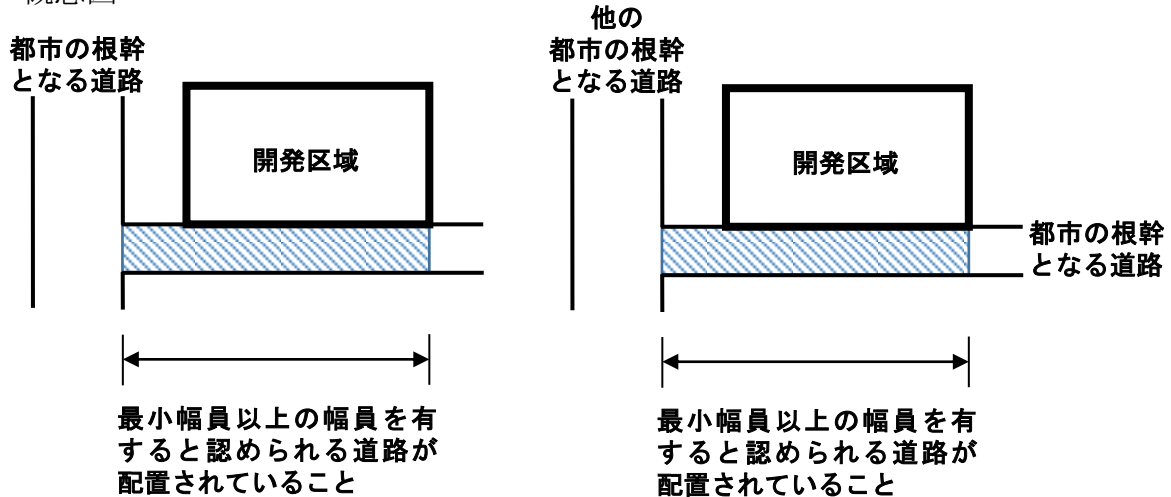 都市の根幹
となる道路
開発区域
最小幅員以上の幅員を有
すると認められる道路が
配置されていること
他の
都市の根幹
となる道路
開発区域
都市の根幹
となる道路
最小幅員以上の幅員を有
すると認められる道路が
配置されていること